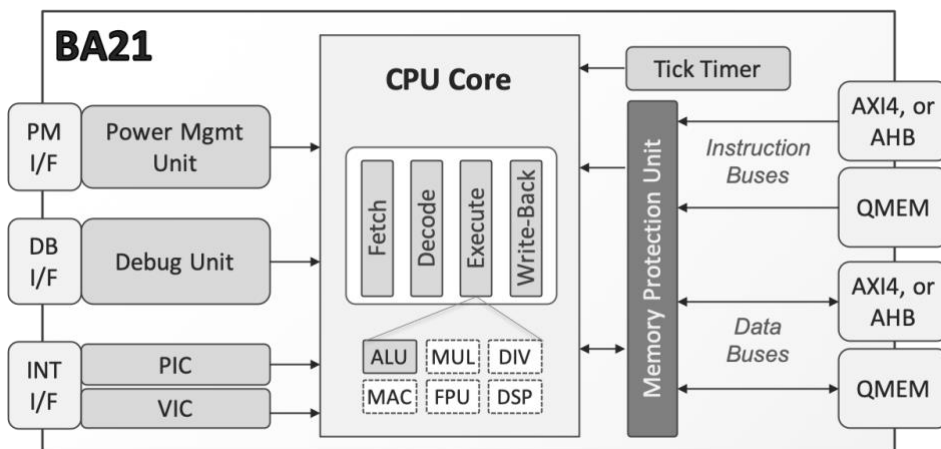 BA21
PM
I/F
Power Mgmt
Unit
DB
I/F
Debug Unit
INT
I/F
PIC
VIC
CPU Core
Fetch
Decode
Execute
Write-Back
ALU
MUL
DIV
MAC
FPU
DSP
Tick Timer
Memory Protection Unit
Instruction
Buses
Data
Buses
AXI4, or
AHB
QMEM
AXI4, or
AHB
QMEM